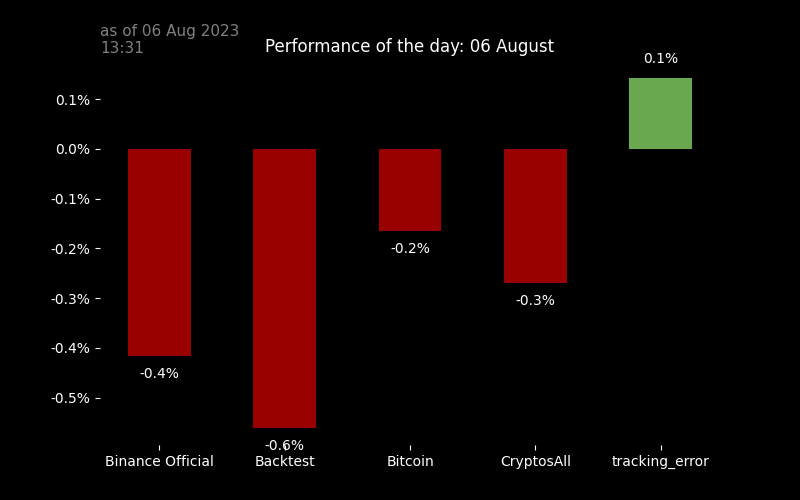 as of 06 Aug 2023
13:31
Performance of the day: 06 August
0.1%
0.1%
0.0%
-0.1%
-0.2%
-0.3%
-0.4%
-0.5%
-0.4%
-0.6%
-0.2%
-0.3%
Binance Official
Backtest
Bitcoin
CryptosAll
tracking_error